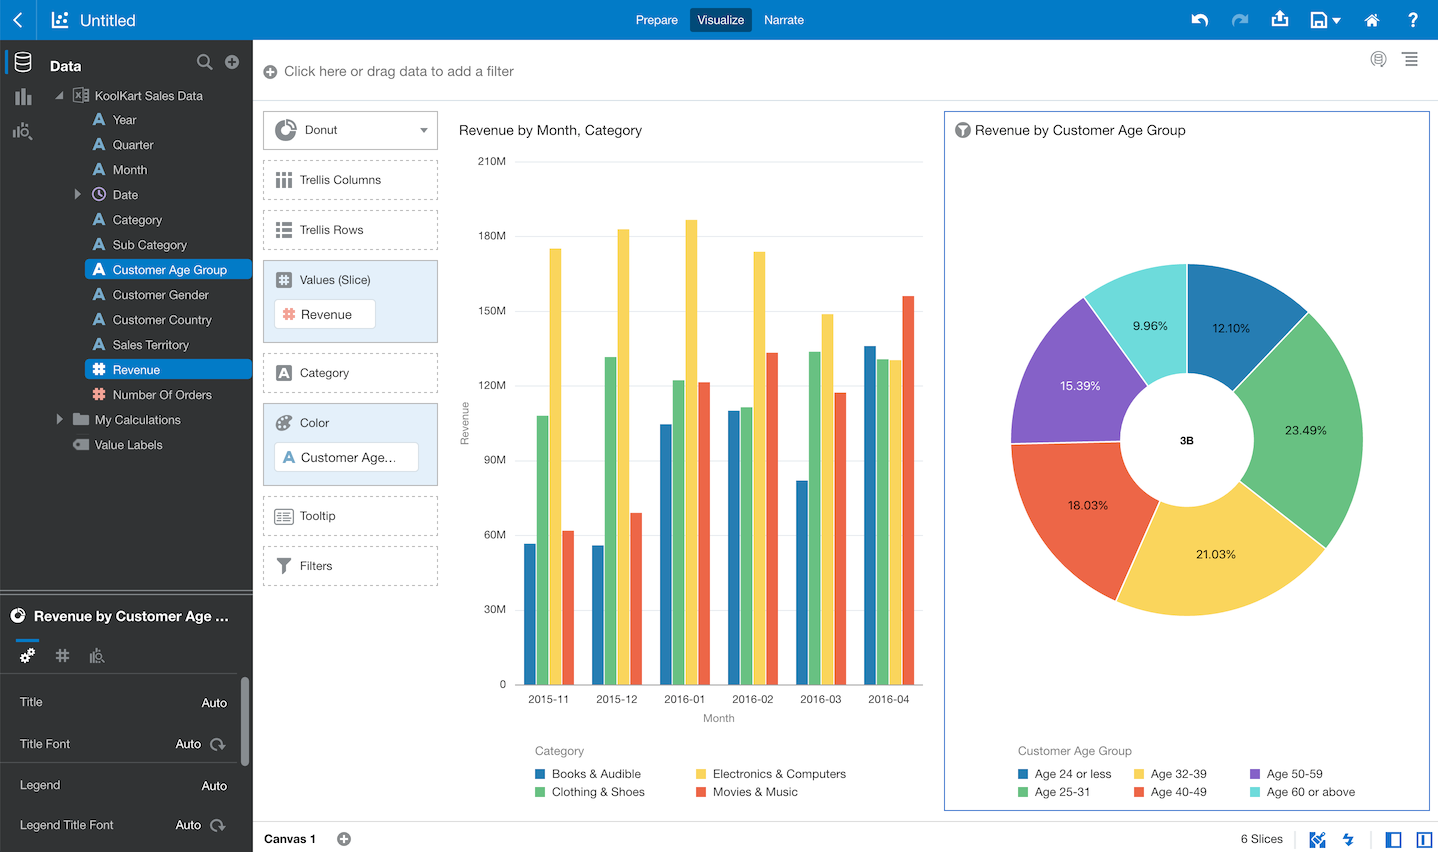 Untitled
Prepare Visualize Narrate
?
Data
KoolKart Sales Data
A Year
A Quarter
A Month
Date
A Category
A Sub Category
A Customer Age Group
A Customer Gender
A Customer Country
A Sales Territory
# Revenue
# Number Of Orders
My Calculations
Value Labels
Revenue by Customer Age ...
#
Title Auto
Title Font Auto
Legend Auto
Legend Title Font Auto
Click here or drag data to add a filter
Donut
Trellis Columns
Trellis Rows
# Values (Slice)
# Revenue
A Category
Color
A Customer Age...
Tooltip
Filters
Revenue by Month, Category
210M
180M
150M
120M
90M
60M
30M
0
Revenue
2015-11 2015-12 2016-01 2016-02 2016-03 2016-04
Month
Category
Books & Audible Electronics & Computers
Clothing & Shoes Movies & Music
Revenue by Customer Age Group
9.96% 12.10%
15.39%
23.49%
3B
18.03%
21.03%
Customer Age Group
Age 24 or less Age 32-39 Age 50-59
Age 25-31 Age 40-49 Age 60 or above
Canvas 1
6 Slices